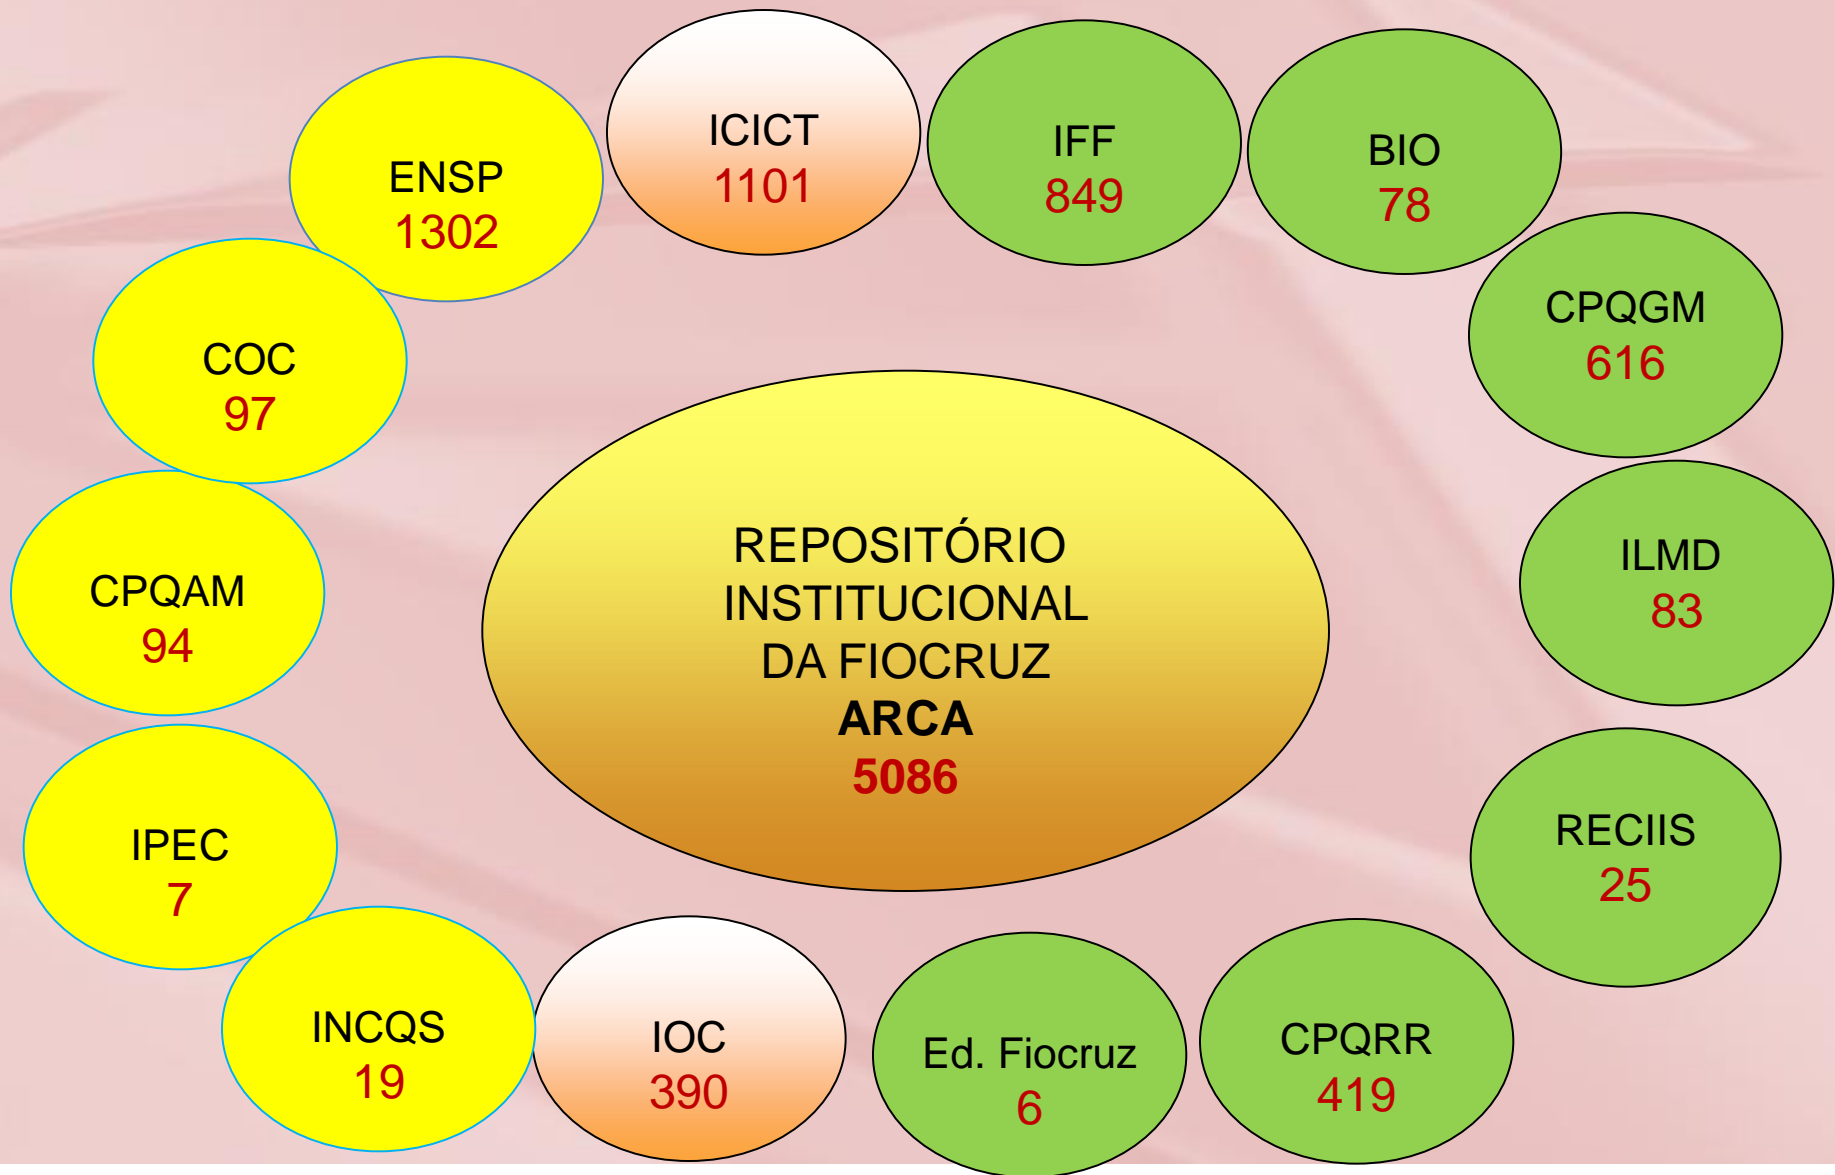 ICICT
1101
IFF
849
BIO
78
ENSP
1302
CPQGM
616
COC
97
REPOSITÓRIO
INSTITUCIONAL
DA FIOCRUZ
ARCA
5086
ILMD
83
CPQAM
94
RECIIS
25
IPEC
7
INCQS
19
IOC
390
Ed. Fiocruz
6
CPQRR
419